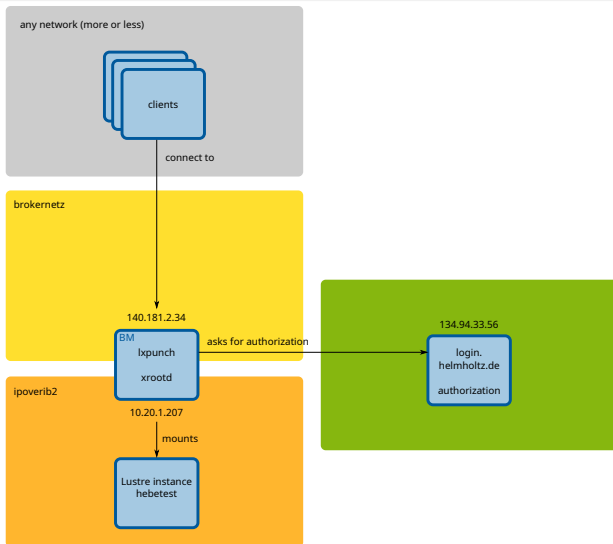 any network (more or less)
clients
connect to
brokernetz
140.181.2.34
BM
lxpunch
xrootd
asks for authorization
134.94.33.56
login.
helmholtz.de
authorization
ipoverib2
10.20.1.207
mounts
Lustre instance
hebetest